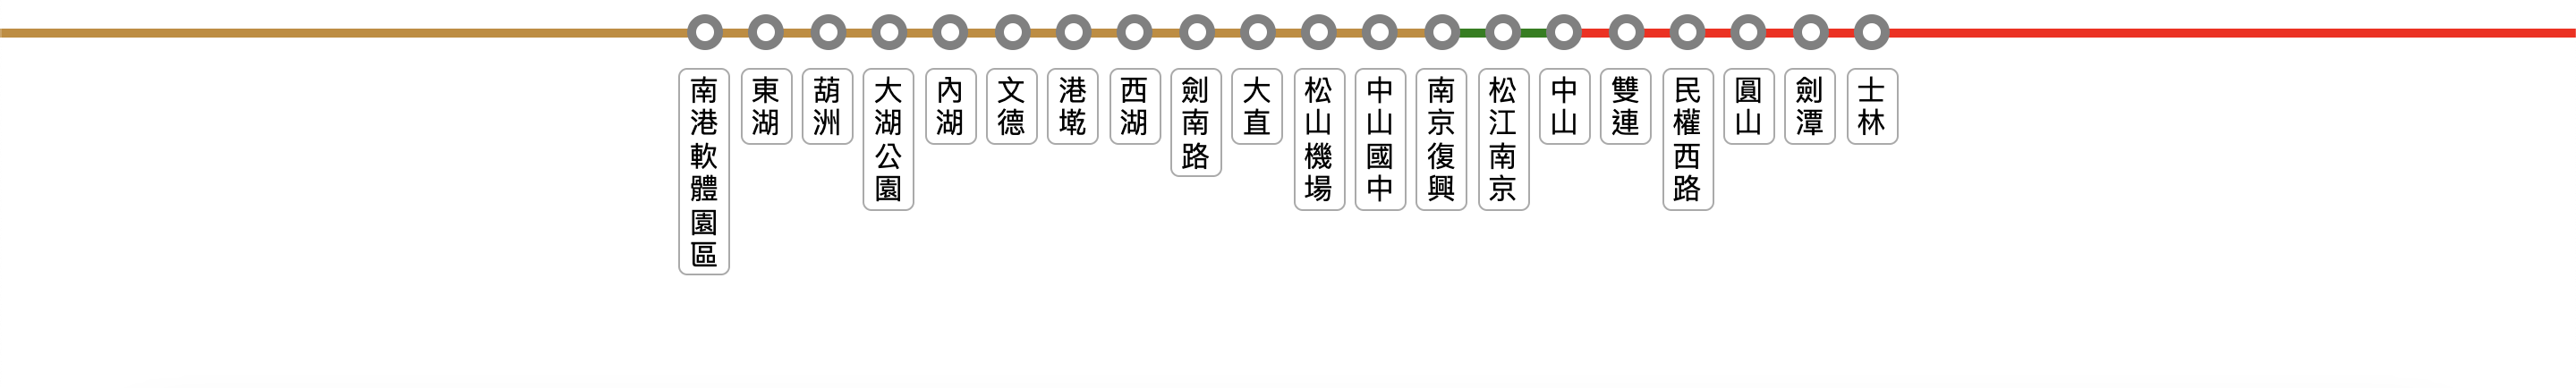 南港軟體園區
東湖
葫洲
大湖公園
內湖
文德
港墘
西湖
劍南路
大直
松山機場
中山國中
南京復興
松江南京
中山
雙連
民權西路
圓山
劍潭
士林